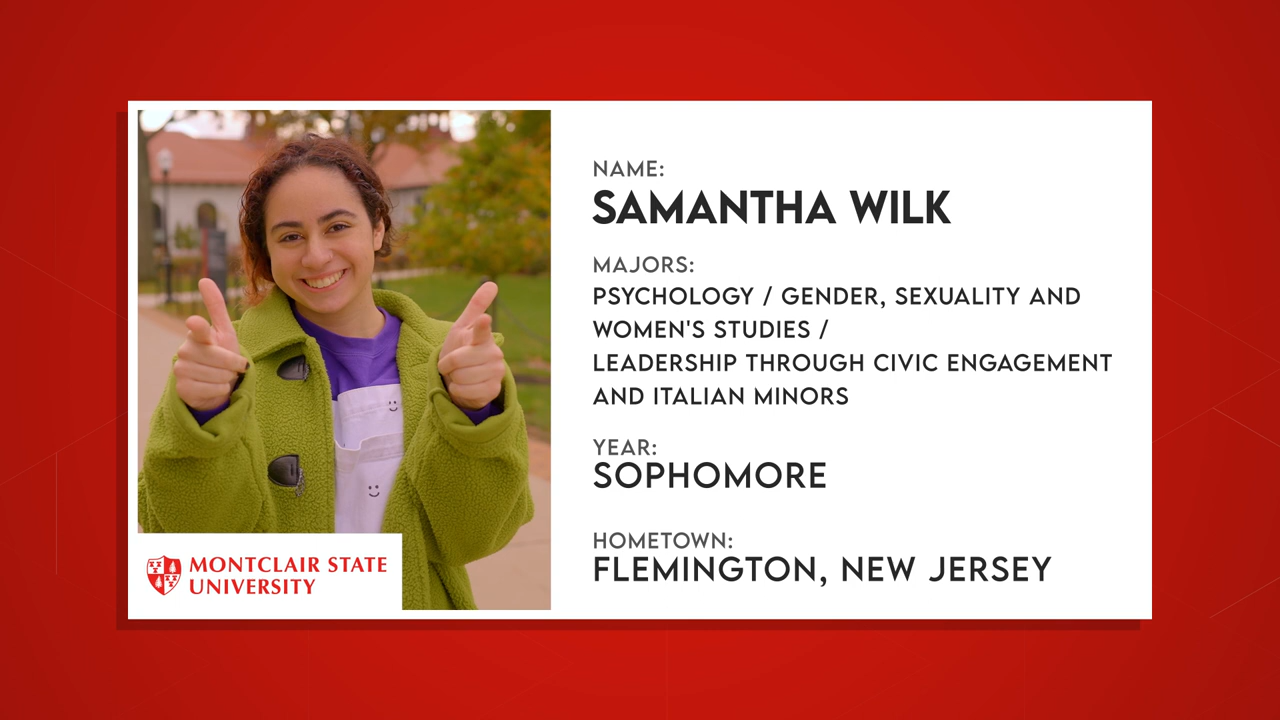 NAME:
SAMANTHA WILK
MAJORS:
PSYCHOLOGY / GENDER, SEXUALITY AND
WOMEN'S STUDIES /
LEADERSHIP THROUGH CIVIC ENGAGEMENT
AND ITALIAN MINORS
YEAR:
SOPHOMORE
HOMETOWN:
FLEMINGTON, NEW JERSEY
MONTCLAIR STATE
UNIVERSITY